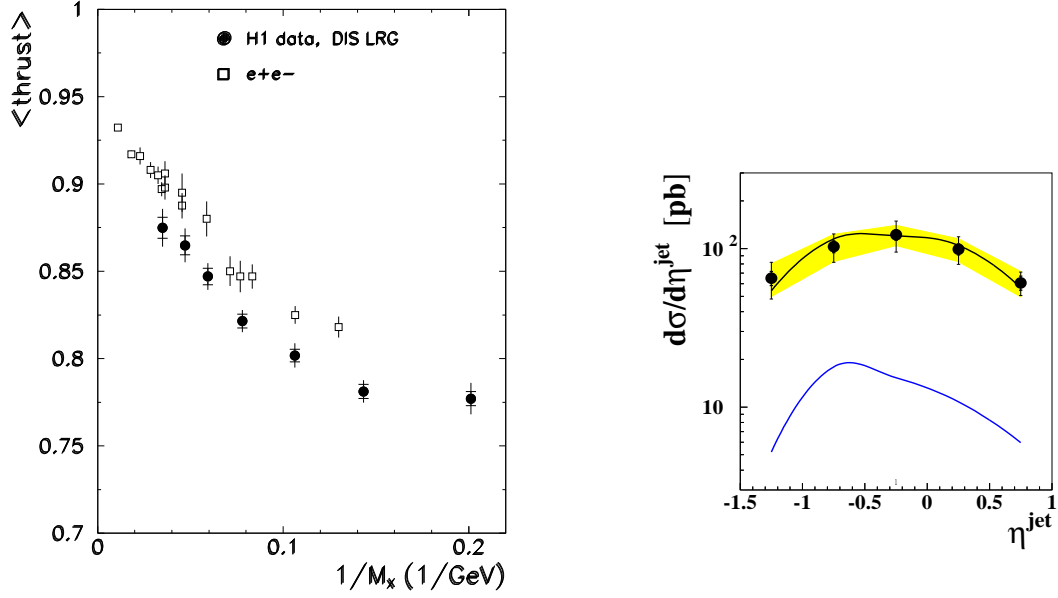 <thrust>
1
0.95
0.9
0.85
0.8
0.75
0.7
H1 data, DIS LRG
e+e-
0 0.1 0.2
1/Mx (1/GeV)
dσ/dη^jet [pb]
10^2
10
-1.5 -1 -0.5 0 0.5 1
η^jet